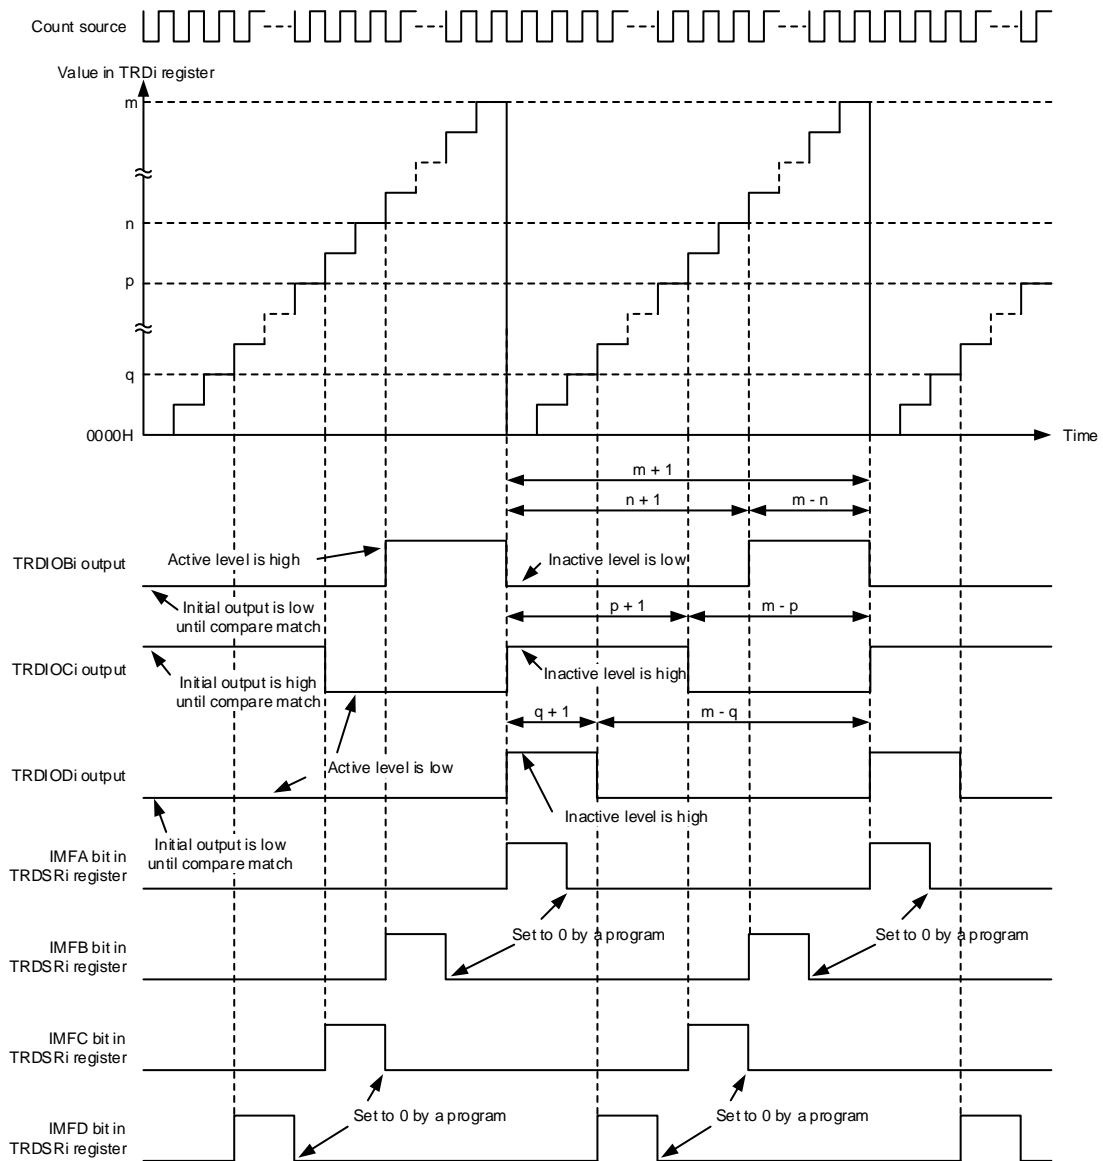 Count source
Value in TRDi register
m
n
p
q
0000H
Time
m + 1
n + 1
m - n
TRDIOBi output
Active level is high
Inactive level is low
Initial output is low
until compare match
p + 1
m - p
TRDIOCi output
Initial output is high
until compare match
Inactive level is high
q + 1
m - q
TRDIODi output
Active level is low
Inactive level is high
Initial output is low
until compare match
IMFA bit in
TRDSRi register
Set to 0 by a program
Set to 0 by a program
IMFB bit in
TRDSRi register
IMFC bit in
TRDSRi register
Set to 0 by a program
Set to 0 by a program
IMFD bit in
TRDSRi register